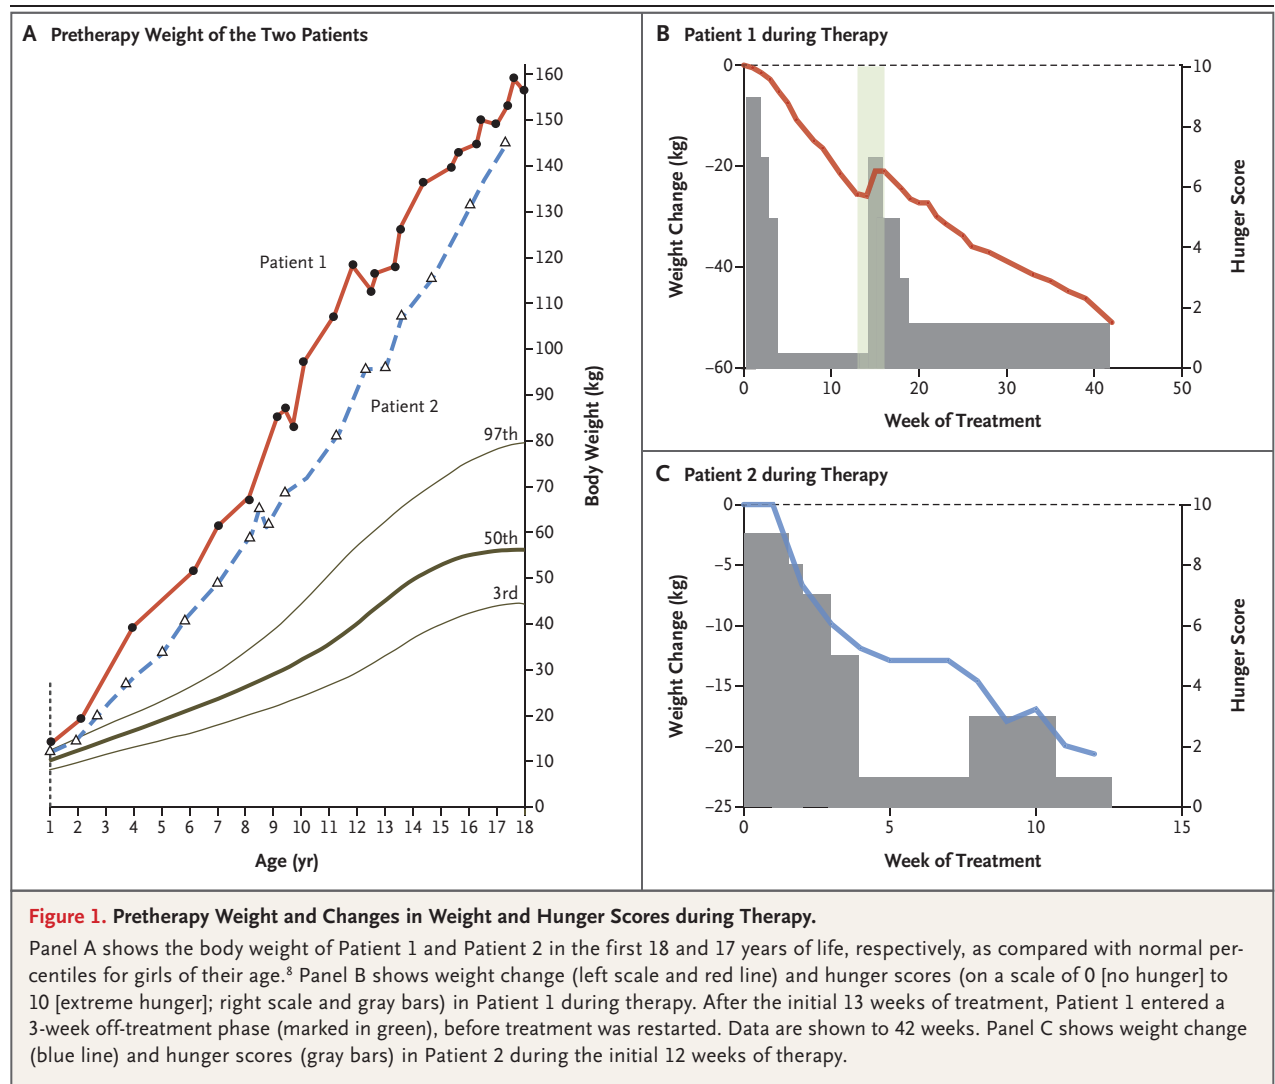 A Pretherapy Weight of the Two Patients
160
150
140
130
120
110
100
90
80
70
60
50
40
30
20
10
0
Body Weight (kg)
Patient 1
Patient 2
97th
50th
3rd
1 2 3 4 5 6 7 8 9 10 11 12 13 14 15 16 17 18
Age (yr)
B Patient 1 during Therapy
0
–20
–40
–60
Weight Change (kg)
10
8
6
4
2
0
Hunger Score
0 10 20 30 40 50
Week of Treatment
C Patient 2 during Therapy
0
–5
–10
–15
–20
–25
Weight Change (kg)
10
8
6
4
2
0
Hunger Score
0 5 10 15
Week of Treatment
Figure 1. Pretherapy Weight and Changes in Weight and Hunger Scores during Therapy.
Panel A shows the body weight of Patient 1 and Patient 2 in the first 18 and 17 years of life, respectively, as compared with normal per-
centiles for girls of their age.⁸ Panel B shows weight change (left scale and red line) and hunger scores (on a scale of 0 [no hunger] to
10 [extreme hunger]; right scale and gray bars) in Patient 1 during therapy. After the initial 13 weeks of treatment, Patient 1 entered a
3-week off-treatment phase (marked in green), before treatment was restarted. Data are shown to 42 weeks. Panel C shows weight change
(blue line) and hunger scores (gray bars) in Patient 2 during the initial 12 weeks of therapy.